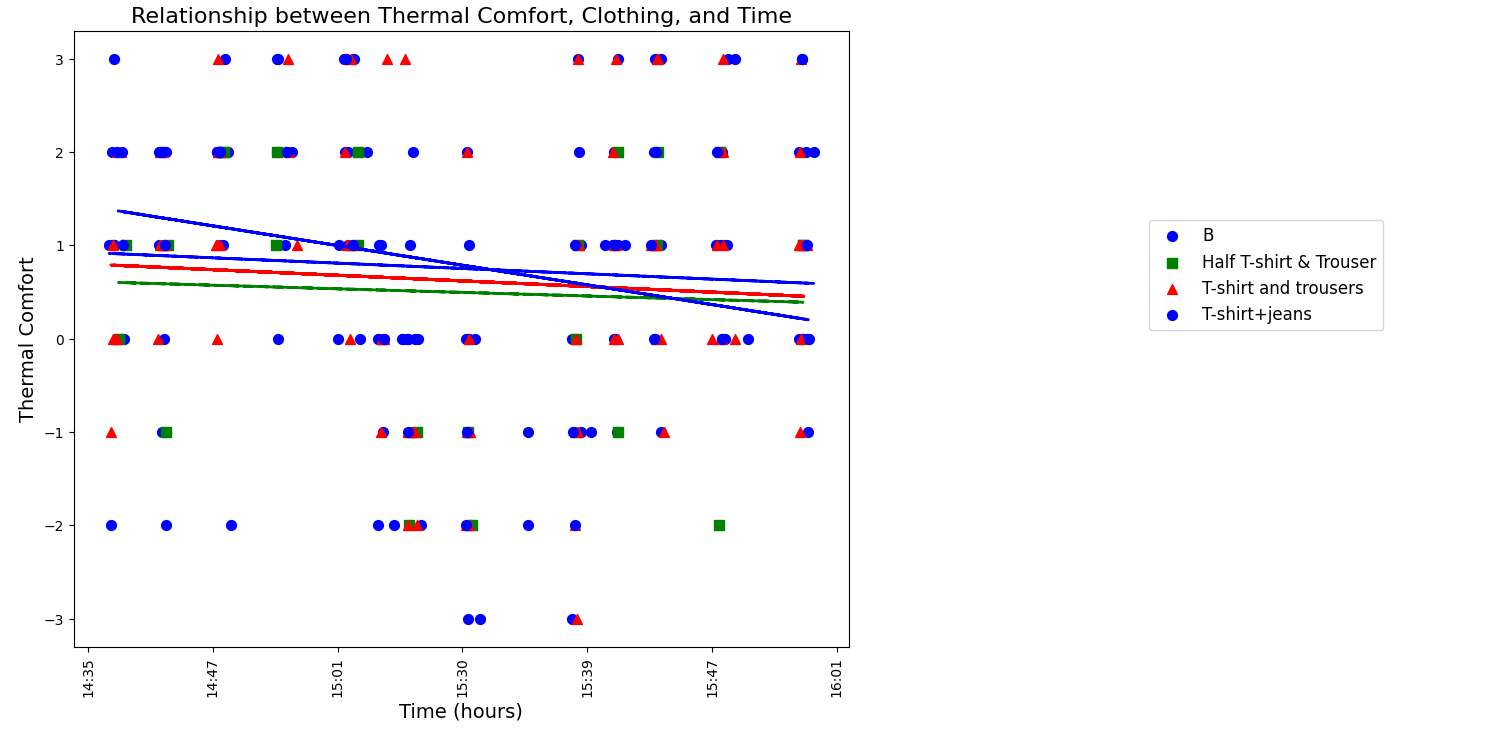 Relationship between Thermal Comfort, Clothing, and Time
Thermal Comfort
3
2
1
0
−1
−2
−3
14:35
14:47
15:01
15:30
15:39
15:47
16:01
Time (hours)
B
Half T-shirt & Trouser
T-shirt and trousers
T-shirt+jeans